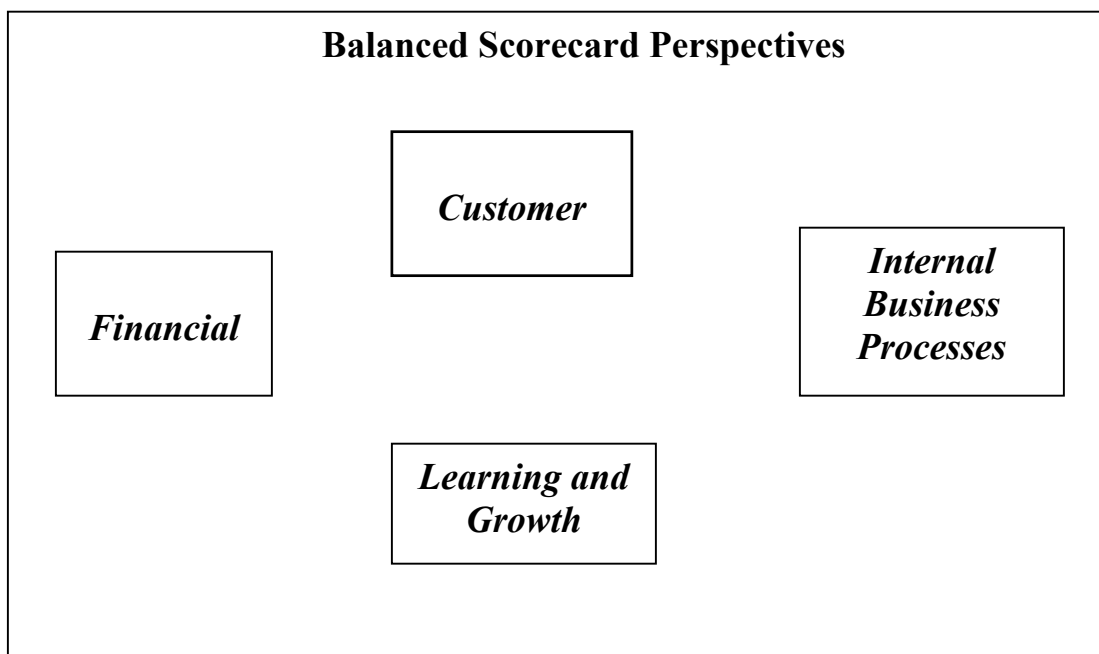 Balanced Scorecard Perspectives
Customer
Financial
Internal
Business
Processes
Learning and
Growth